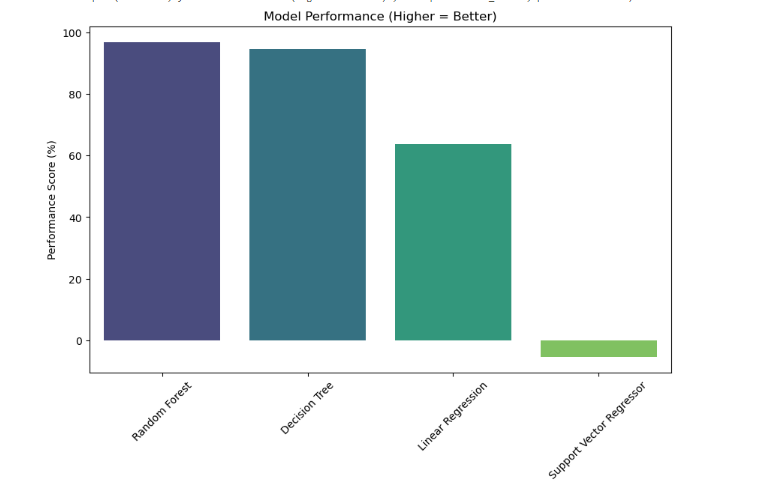 Model Performance (Higher = Better)
Performance Score (%)
100
80
60
40
20
0
Random Forest
Decision Tree
Linear Regression
Support Vector Regressor